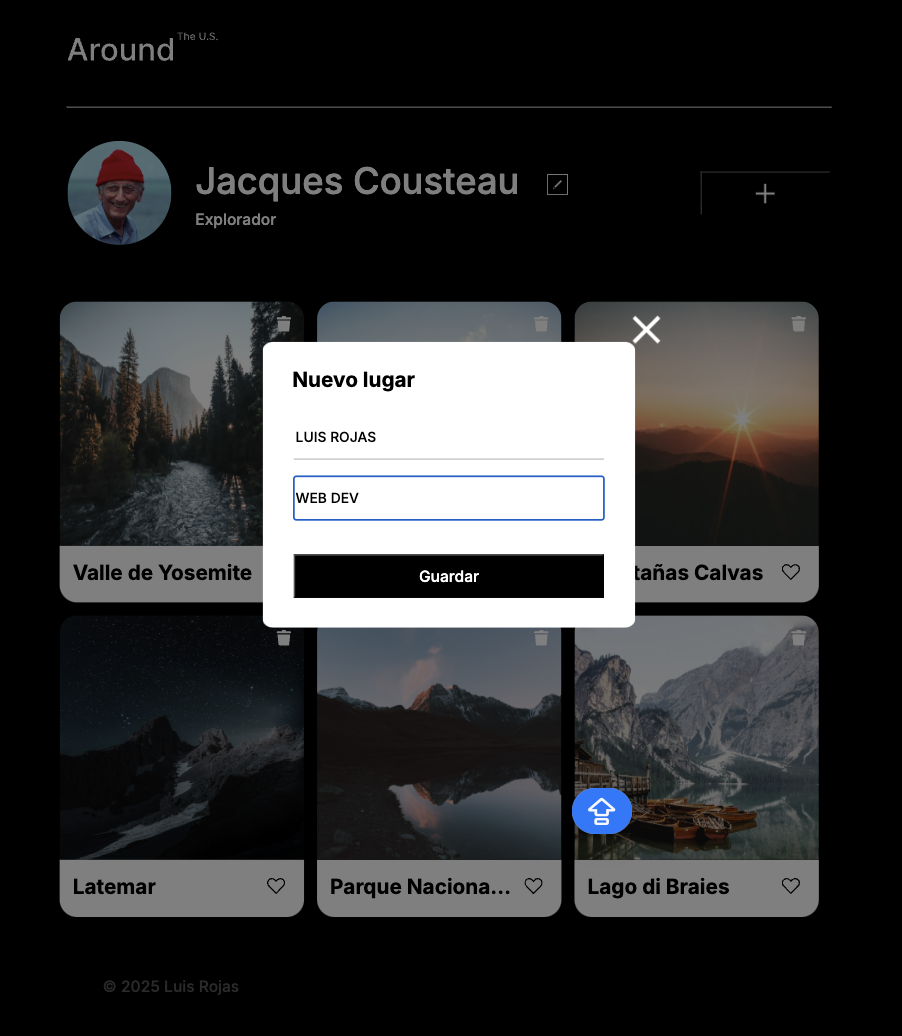 Around The U.S.
Jacques Cousteau
Explorador
Nuevo lugar
LUIS ROJAS
WEB DEV
Guardar
Valle de Yosemite
tañas Calvas
Latemar
Parque Naciona...
Lago di Braies
© 2025 Luis Rojas